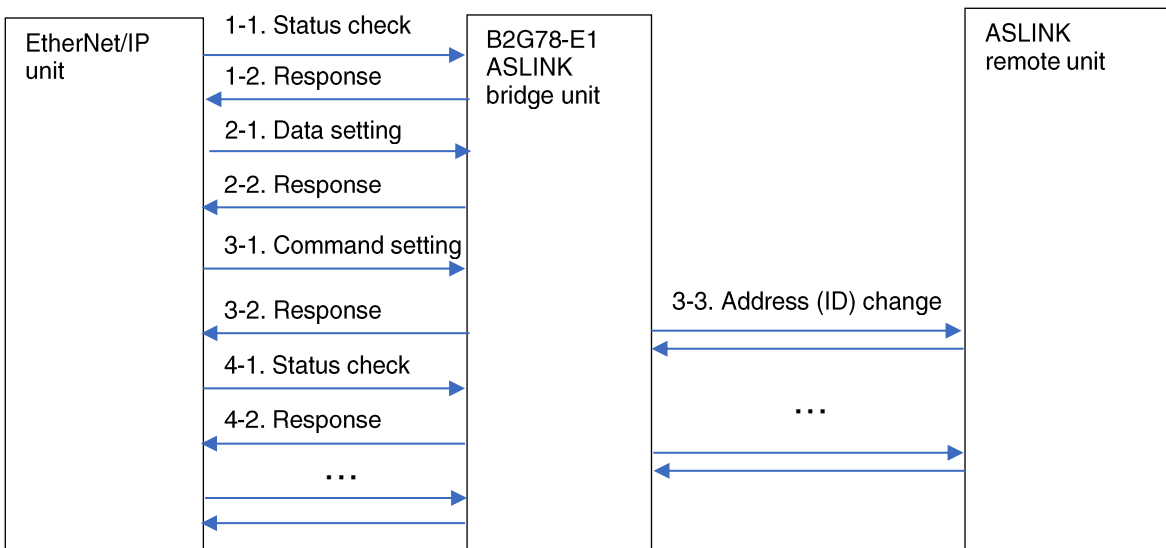 EtherNet/IP
unit
1-1. Status check
1-2. Response
2-1. Data setting
2-2. Response
3-1. Command setting
3-2. Response
4-1. Status check
4-2. Response
...
B2G78-E1
ASLINK
bridge unit
3-3. Address (ID) change
...
ASLINK
remote unit